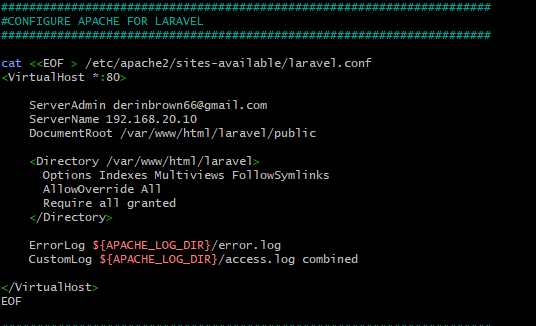 ######################################################################
#CONFIGURE APACHE FOR LARAVEL
######################################################################
cat <<EOF > /etc/apache2/sites-available/laravel.conf
<VirtualHost *:80>
ServerAdmin derinbrown66@gmail.com
ServerName 192.168.20.10
DocumentRoot /var/www/html/laravel/public
<Directory /var/www/html/laravel>
Options Indexes Multiviews FollowSymlinks
AllowOverride All
Require all granted
</Directory>
ErrorLog ${APACHE_LOG_DIR}/error.log
CustomLog ${APACHE_LOG_DIR}/access.log combined
</VirtualHost>
EOF